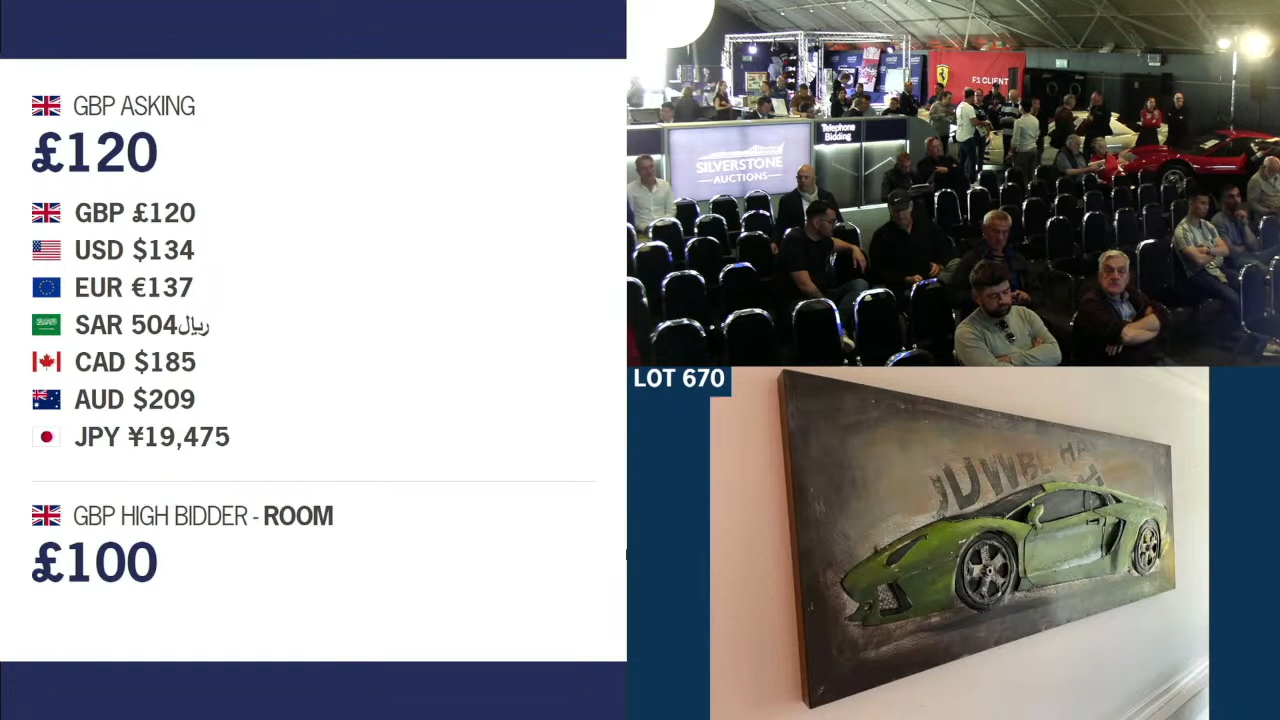 GBP ASKING
£120
GBP £120
USD $134
EUR €137
SAR 504ريال
CAD $185
AUD $209
JPY ¥19,475
GBP HIGH BIDDER - ROOM
£100
F1 CLIENT
Telephone
Bidding
SILVERSTONE
AUCTIONS
LOT 670